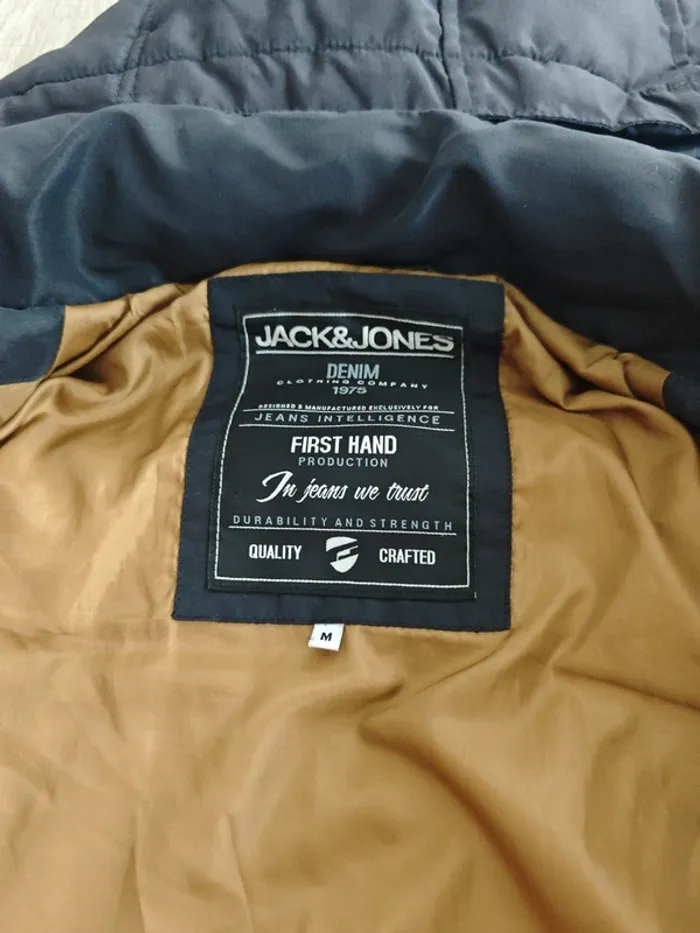 JACK&JONES
DENIM
CLOTHING COMPANY
1975
DESIGNED & MANUFACTURED EXCLUSIVELY FOR
JEANS INTELLIGENCE
FIRST HAND
PRODUCTION
In jeans we trust
DURABILITY AND STRENGTH
QUALITY CRAFTED
M